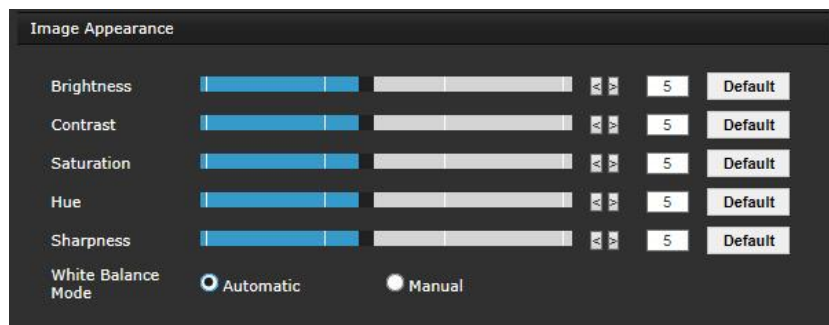 Image Appearance
Brightness < > 5 Default
Contrast < > 5 Default
Saturation < > 5 Default
Hue < > 5 Default
Sharpness < > 5 Default
White Balance
Mode
Automatic Manual